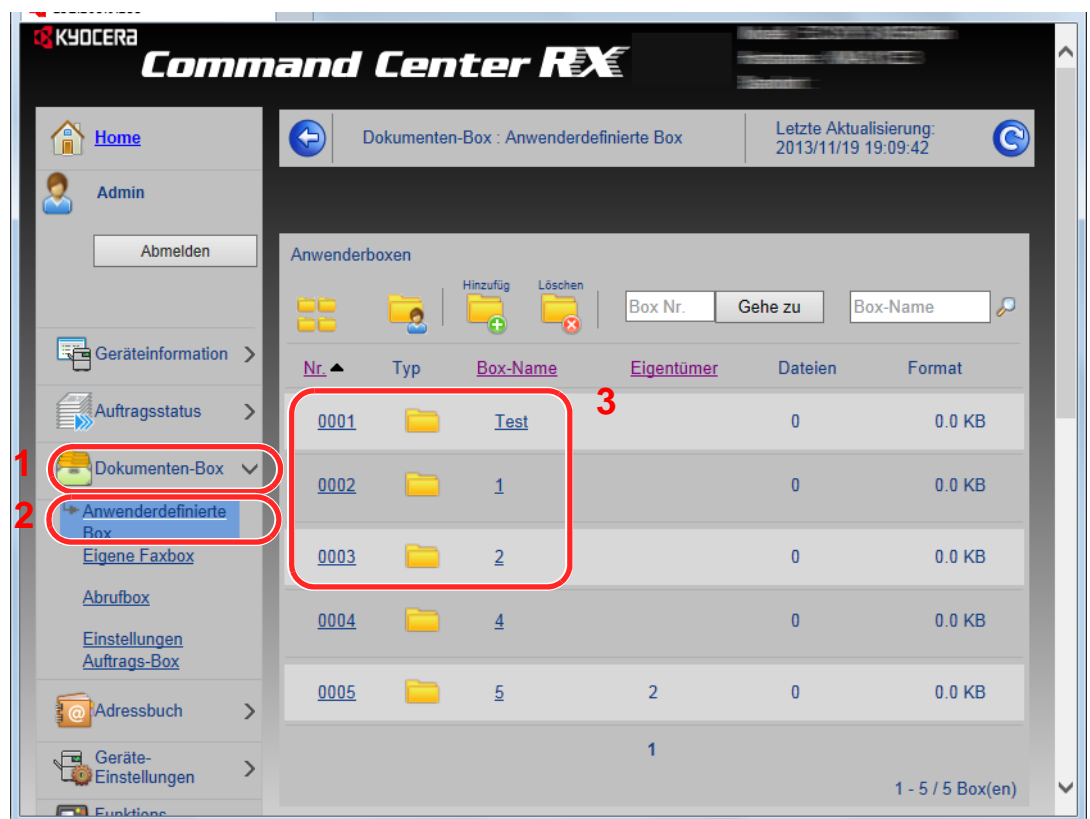 KYOCERA
Command Center RX
Home
Dokumenten-Box : Anwenderdefinierte Box
Letzte Aktualisierung:
2013/11/19 19:09:42
Admin
Abmelden
Anwenderboxen
Hinzufüg Löschen
Box Nr. Gehe zu Box-Name
Geräteinformation
Nr. Typ Box-Name Eigentümer Dateien Format
3
Auftragsstatus
0001 Test 0 0.0 KB
1 Dokumenten-Box
0002 1 0 0.0 KB
2 Anwenderdefinierte
Box
Eigene Faxbox
0003 2 0 0.0 KB
Abrufbox
0004 4 0 0.0 KB
Einstellungen
Auftrags-Box
0005 5 2 0 0.0 KB
Adressbuch
1
Geräte-
Einstellungen
1 - 5 / 5 Box(en)
Funktions